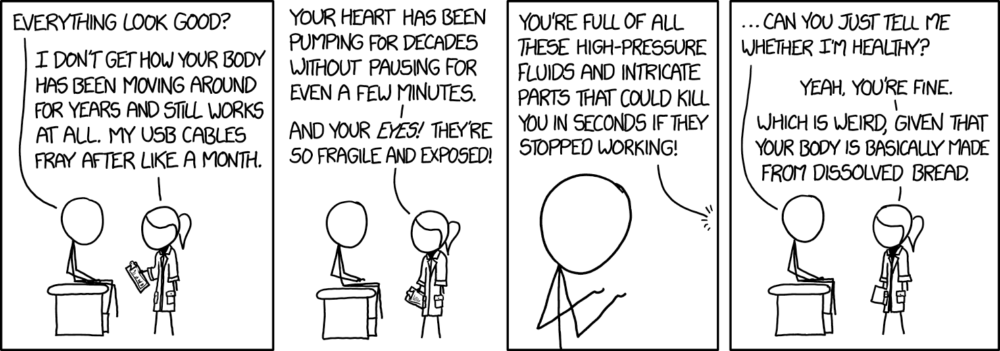 EVERYTHING LOOK GOOD?
I DON'T GET HOW YOUR BODY
HAS BEEN MOVING AROUND
FOR YEARS AND STILL WORKS
AT ALL. MY USB CABLES
FRAY AFTER LIKE A MONTH.
YOUR HEART HAS BEEN
PUMPING FOR DECADES
WITHOUT PAUSING FOR
EVEN A FEW MINUTES.
AND YOUR EYES! THEY'RE
SO FRAGILE AND EXPOSED!
YOU'RE FULL OF ALL
THESE HIGH-PRESSURE
FLUIDS AND INTRICATE
PARTS THAT COULD KILL
YOU IN SECONDS IF THEY
STOPPED WORKING!
...CAN YOU JUST TELL ME
WHETHER I'M HEALTHY?
YEAH, YOU'RE FINE.
WHICH IS WEIRD, GIVEN THAT
YOUR BODY IS BASICALLY MADE
FROM DISSOLVED BREAD.